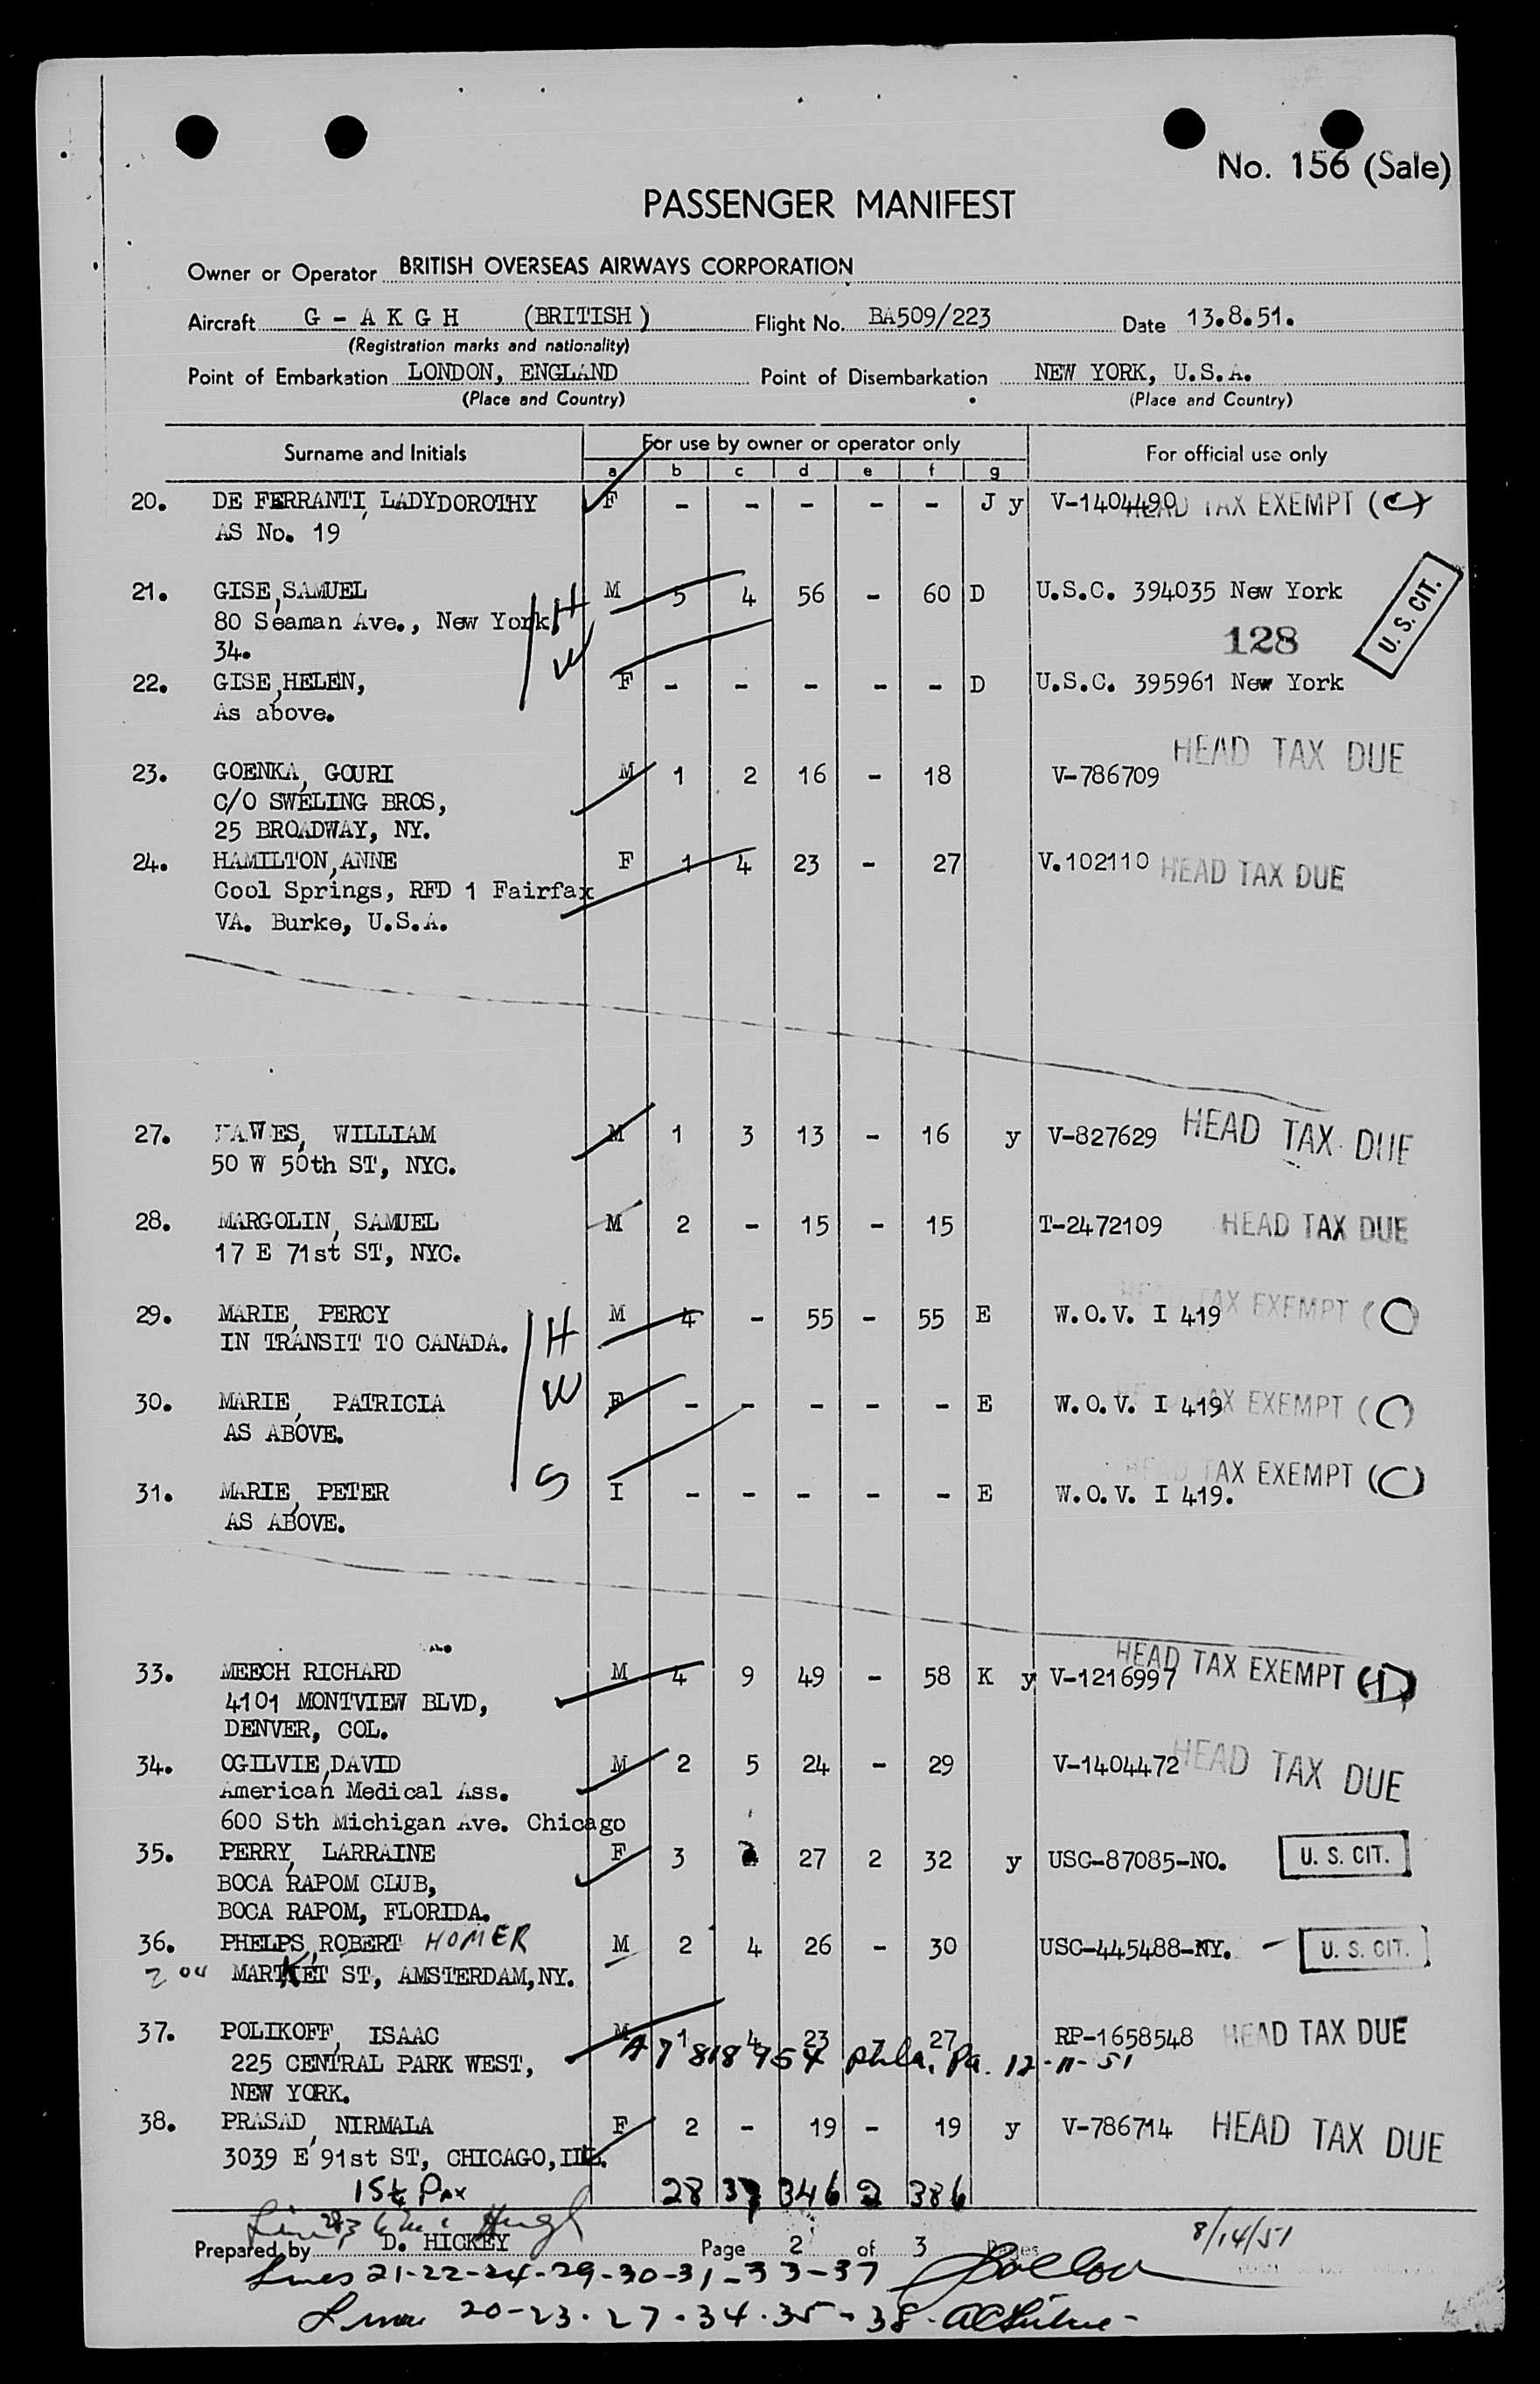 No. 156 (Sale)
PASSENGER MANIFEST
Owner or Operator BRITISH OVERSEAS AIRWAYS CORPORATION
Aircraft G - A K G H (BRITISH) Flight No. BA509/223 Date 13.8.51.
(Registration marks and nationality)
Point of Embarkation LONDON, ENGLAND Point of Disembarkation NEW YORK, U.S.A.
(Place and Country) (Place and Country)
Surname and Initials For use by owner or operator only For official use only
a b c d e f g
20. DE FERRANTI, LADY DOROTHY F - - - - - J y V-1404490 HEAD TAX EXEMPT (C)
AS No. 19
21. GISE, SAMUEL M 5 4 56 - 60 D U.S.C. 394035 New York U. S. CIT.
80 Seaman Ave., New York, H
34. W 128
22. GISE, HELEN, F - - - - - D U.S.C. 395961 New York
As above.
23. GOENKA, GOURI M 1 2 16 - 18 V-786709 HEAD TAX DUE
C/O SWELING BROS,
25 BROADWAY, NY.
24. HAMILTON, ANNE F 1 4 23 - 27 V.102110 HEAD TAX DUE
Cool Springs, RFD 1 Fairfax
VA. Burke, U.S.A.
27. HAWES, WILLIAM M 1 3 13 - 16 y V-827629 HEAD TAX DUE
50 W 50th ST, NYC.
28. MARGOLIN, SAMUEL M 2 - 15 - 15 T-2472109 HEAD TAX DUE
17 E 71st ST, NYC.
29. MARIE, PERCY H M 4 - 55 - 55 E W.O.V. I 419 HEAD TAX EXEMPT (C)
IN TRANSIT TO CANADA.
30. MARIE, PATRICIA W F - - - - - E W.O.V. I 419 HEAD TAX EXEMPT (C)
AS ABOVE.
31. MARIE, PETER S I - - - - - E W.O.V. I 419. HEAD TAX EXEMPT (C)
AS ABOVE.
33. MEECH RICHARD M 4 9 49 - 58 K y V-1216997 HEAD TAX EXEMPT
4101 MONTVIEW BLVD,
DENVER, COL.
34. OGILVIE, DAVID M 2 5 24 - 29 V-1404472 HEAD TAX DUE
American Medical Ass.
600 Sth Michigan Ave. Chicago
35. PERRY, LARRAINE F 3 27 2 32 y USC-87085-NO. U. S. CIT.
BOCA RAPOM CLUB,
BOCA RAPOM, FLORIDA.
36. PHELPS, ROBERT HOMER M 2 4 26 - 30 USC-445488-NY. - U. S. CIT.
204 MARKET ST, AMSTERDAM, NY.
37. POLIKOFF, ISAAC M 1 4 23 27 RP-1658548 HEAD TAX DUE
225 CENTRAL PARK WEST, A7818954 Phila, Pa. 12-11-51
NEW YORK.
38. PRASAD, NIRMALA F 2 - 19 - 19 y V-786714 HEAD TAX DUE
3039 E 91st ST, CHICAGO, ILL.
15½ Pax 28 37 346 2 386
Prepared by D. HICKEY Page 2 of 3 Pages 8/14/51
Lines 21-22-24-29-30-31-33-37
Lines 20-23-27-34-35-38-